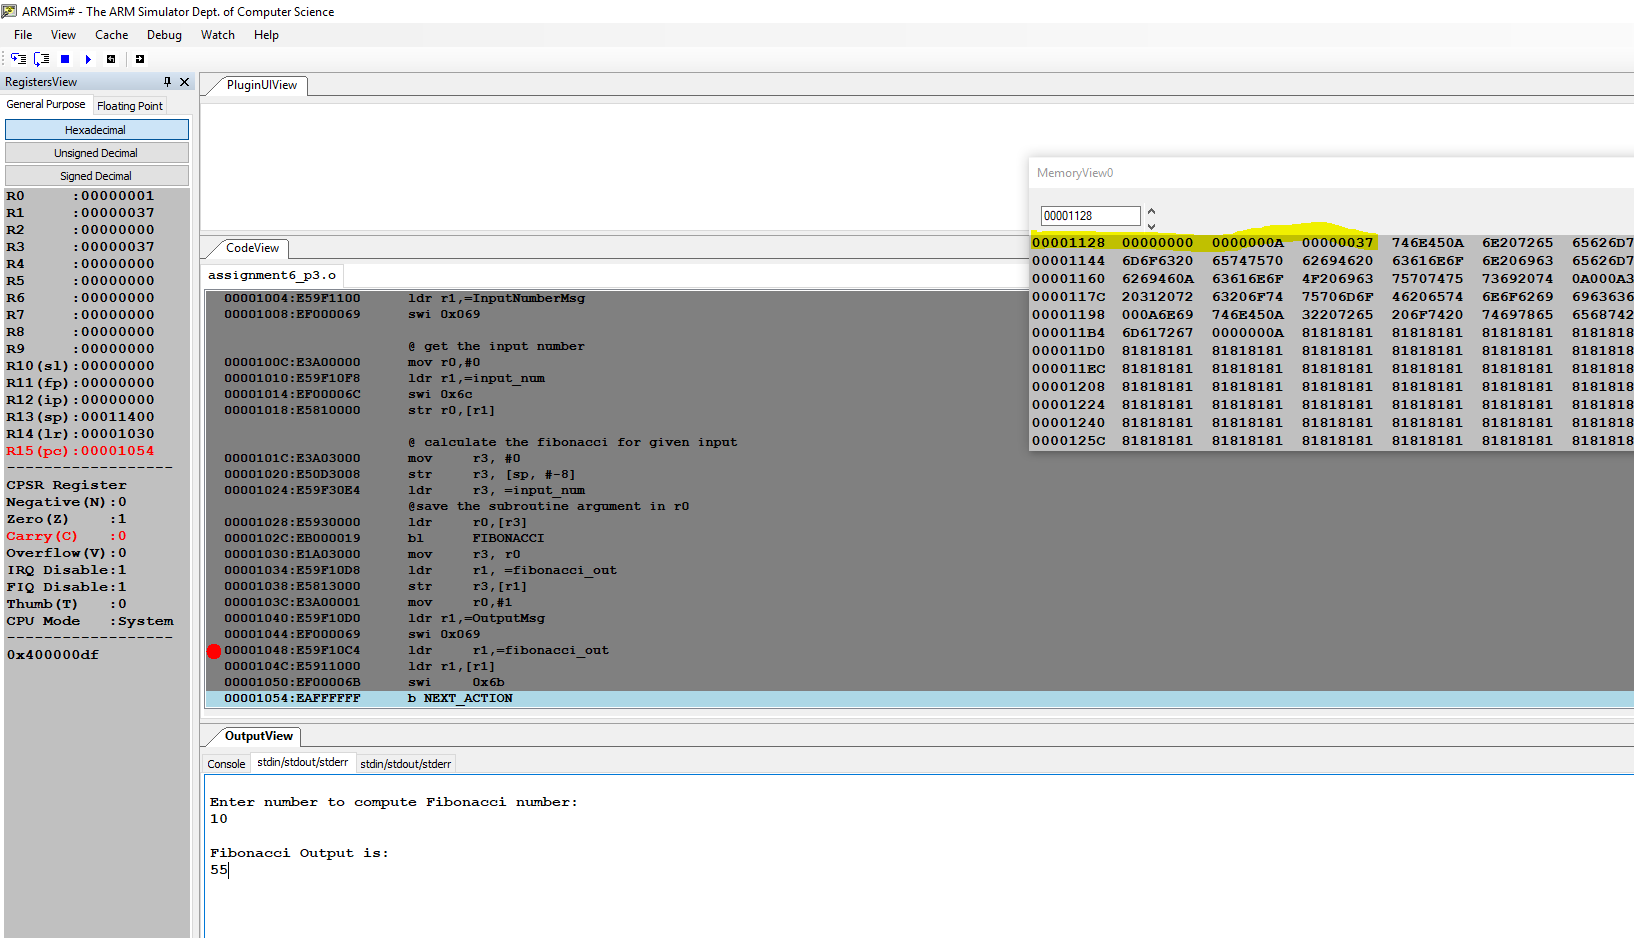 ARMSim# - The ARM Simulator Dept. of Computer Science
File View Cache Debug Watch Help
RegistersView
General Purpose Floating Point
Hexadecimal
Unsigned Decimal
Signed Decimal
R0 :00000001
R1 :00000037
R2 :00000000
R3 :00000037
R4 :00000000
R5 :00000000
R6 :00000000
R7 :00000000
R8 :00000000
R9 :00000000
R10(sl):00000000
R11(fp):00000000
R12(ip):00000000
R13(sp):00011400
R14(lr):00001030
R15(pc):00001054
-------------------
CPSR Register
Negative(N):0
Zero(Z) :1
Carry(C) :0
Overflow(V):0
IRQ Disable:1
FIQ Disable:1
Thumb(T) :0
CPU Mode :System
-------------------
0x400000df
PluginUIView
CodeView
assignment6_p3.o
00001004:E59F1100 ldr r1,=InputNumberMsg
00001008:EF000069 swi 0x069
@ get the input number
0000100C:E3A00000 mov r0,#0
00001010:E59F10F8 ldr r1,=input_num
00001014:EF00006C swi 0x6c
00001018:E5810000 str r0,[r1]
@ calculate the fibonacci for given input
0000101C:E3A03000 mov r3, #0
00001020:E50D3008 str r3, [sp, #-8]
00001024:E59F30E4 ldr r3, =input_num
@save the subroutine argument in r0
00001028:E5930000 ldr r0,[r3]
0000102C:EB000019 bl FIBONACCI
00001030:E1A03000 mov r3, r0
00001034:E59F10D8 ldr r1, =fibonacci_out
00001038:E5813000 str r3,[r1]
0000103C:E3A00001 mov r0,#1
00001040:E59F10D0 ldr r1,=OutputMsg
00001044:EF000069 swi 0x069
00001048:E59F10C4 ldr r1,=fibonacci_out
0000104C:E5911000 ldr r1,[r1]
00001050:EF00006B swi 0x6b
00001054:EAFFFFFF b NEXT_ACTION
MemoryView0
00001128
00001128 00000000 0000000A 00000037 746E450A 6E207265 65626D7
00001144 6D6F6320 65747570 62694620 63616E6F 6E206963 65626D7
00001160 6269460A 63616E6F 4F206963 75707475 73692074 0A000A3
0000117C 20312072 63206F74 75706D6F 46206574 6E6F6269 6963636
00001198 000A6E69 746E450A 32207265 206F7420 74697865 6568742
000011B4 6D617267 0000000A 81818181 81818181 81818181 8181818
000011D0 81818181 81818181 81818181 81818181 81818181 8181818
000011EC 81818181 81818181 81818181 81818181 81818181 8181818
00001208 81818181 81818181 81818181 81818181 81818181 8181818
00001224 81818181 81818181 81818181 81818181 81818181 8181818
00001240 81818181 81818181 81818181 81818181 81818181 8181818
0000125C 81818181 81818181 81818181 81818181 81818181 8181818
OutputView
Console stdin/stdout/stderr stdin/stdout/stderr
Enter number to compute Fibonacci number:
10
Fibonacci Output is:
55